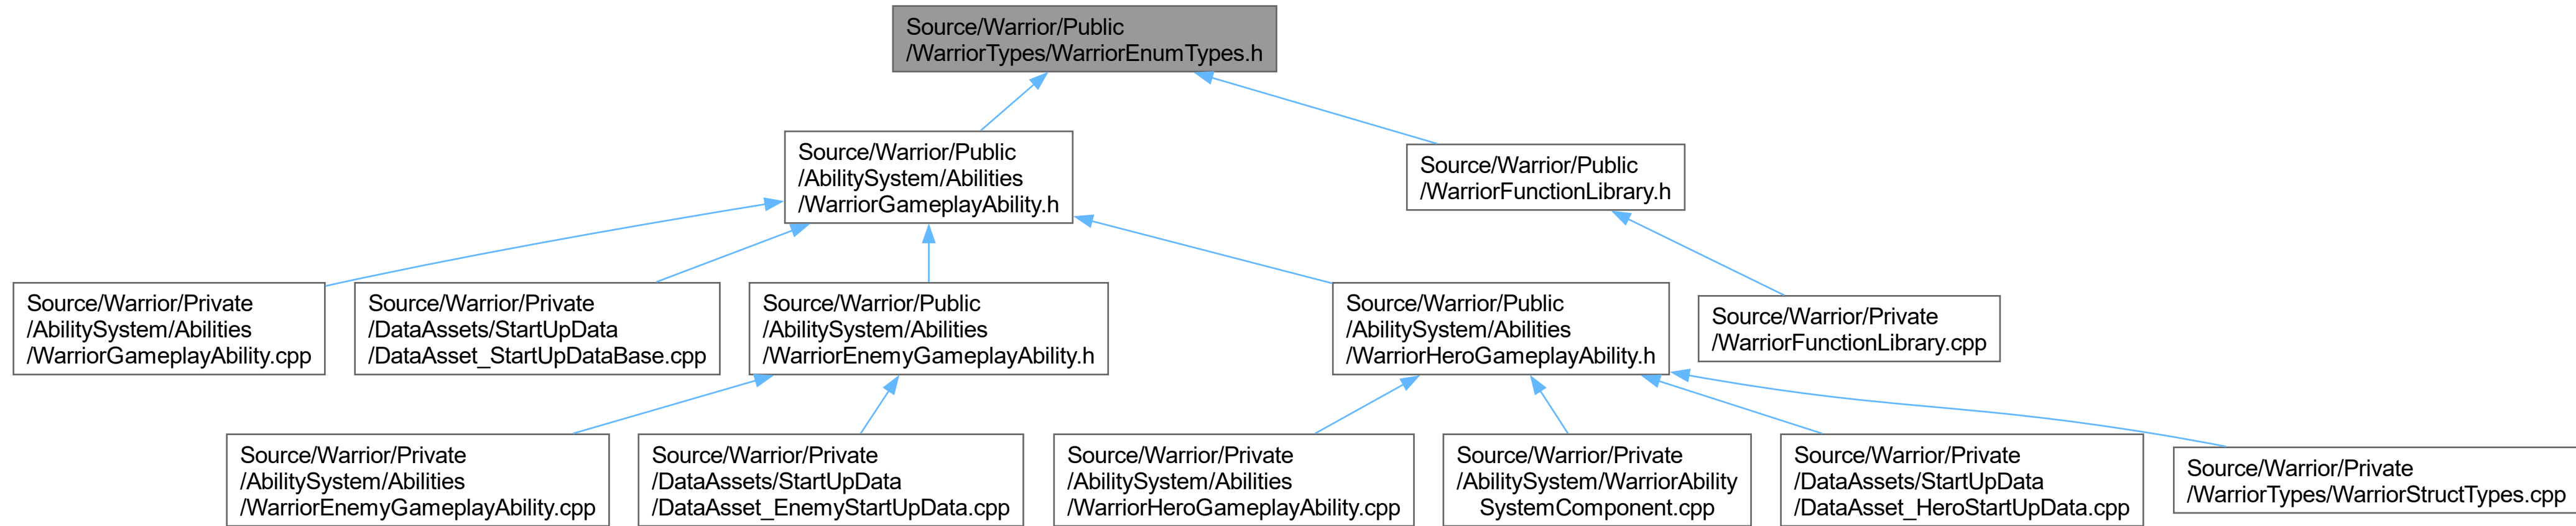 Source/Warrior/Public
/WarriorTypes/WarriorEnumTypes.h
Source/Warrior/Public
/AbilitySystem/Abilities
/WarriorGameplayAbility.h
Source/Warrior/Public
/WarriorFunctionLibrary.h
Source/Warrior/Private
/AbilitySystem/Abilities
/WarriorGameplayAbility.cpp
Source/Warrior/Private
/DataAssets/StartUpData
/DataAsset_StartUpDataBase.cpp
Source/Warrior/Public
/AbilitySystem/Abilities
/WarriorEnemyGameplayAbility.h
Source/Warrior/Public
/AbilitySystem/Abilities
/WarriorHeroGameplayAbility.h
Source/Warrior/Private
/WarriorFunctionLibrary.cpp
Source/Warrior/Private
/AbilitySystem/Abilities
/WarriorEnemyGameplayAbility.cpp
Source/Warrior/Private
/DataAssets/StartUpData
/DataAsset_EnemyStartUpData.cpp
Source/Warrior/Private
/AbilitySystem/Abilities
/WarriorHeroGameplayAbility.cpp
Source/Warrior/Private
/AbilitySystem/WarriorAbility
SystemComponent.cpp
Source/Warrior/Private
/DataAssets/StartUpData
/DataAsset_HeroStartUpData.cpp
Source/Warrior/Private
/WarriorTypes/WarriorStructTypes.cpp